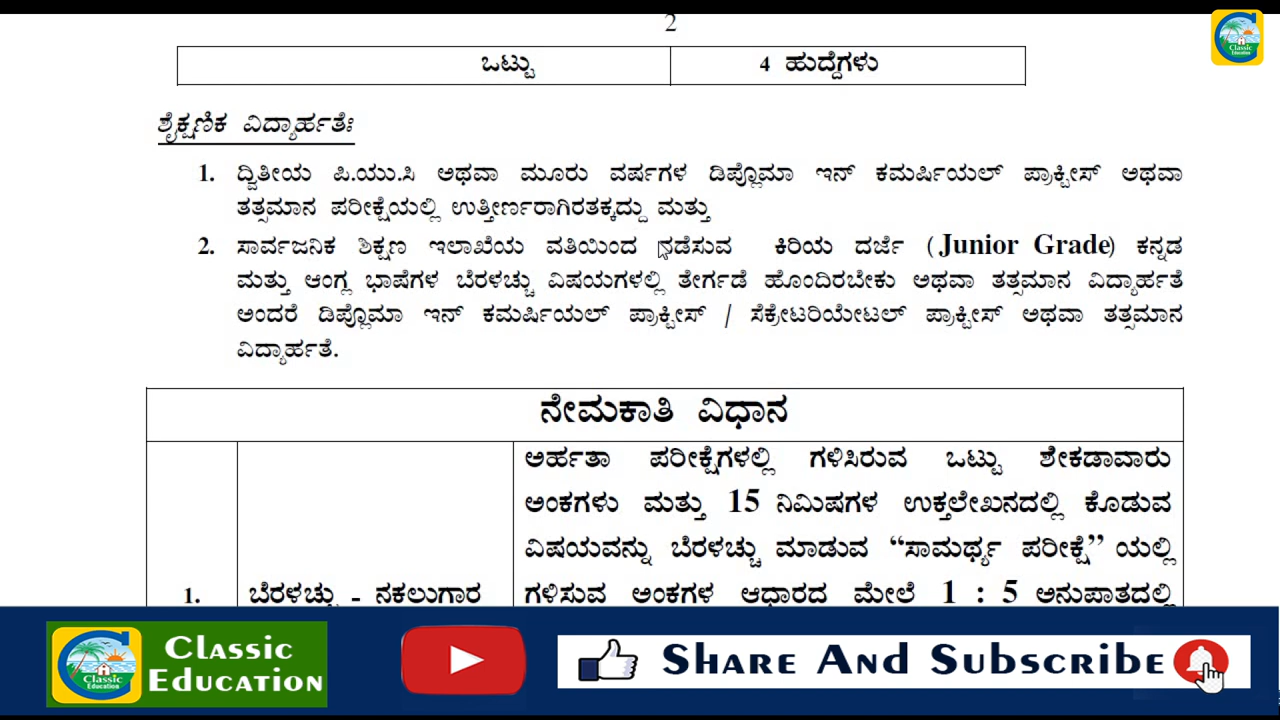 2
ಒಟ್ಟು 4 ಹುದ್ದೆಗಳು
Classic
Education
ಶೈಕ್ಷಣಿಕ ವಿದ್ಯಾರ್ಹತೆಃ
1. ದ್ವಿತೀಯ ಪಿ.ಯು.ಸಿ ಅಥವಾ ಮೂರು ವರ್ಷಗಳ ಡಿಪ್ಲೊಮಾ ಇನ್ ಕಮರ್ಷಿಯಲ್ ಪ್ರಾಕ್ಟೀಸ್ ಅಥವಾ
ತತ್ಸಮಾನ ಪರೀಕ್ಷೆಯಲ್ಲಿ ಉತ್ತೀರ್ಣರಾಗಿರತಕ್ಕದ್ದು ಮತ್ತು
2. ಸಾರ್ವಜನಿಕ ಶಿಕ್ಷಣ ಇಲಾಖೆಯ ವತಿಯಿಂದ ನಡೆಸುವ ಕಿರಿಯ ದರ್ಜೆ (Junior Grade) ಕನ್ನಡ
ಮತ್ತು ಆಂಗ್ಲ ಭಾಷೆಗಳ ಬೆರಳಚ್ಚು ವಿಷಯಗಳಲ್ಲಿ ತೇರ್ಗಡೆ ಹೊಂದಿರಬೇಕು ಅಥವಾ ತತ್ಸಮಾನ ವಿದ್ಯಾರ್ಹತೆ
ಅಂದರೆ ಡಿಪ್ಲೊಮಾ ಇನ್ ಕಮರ್ಷಿಯಲ್ ಪ್ರಾಕ್ಟೀಸ್ / ಸೆಕ್ರೇಟರಿಯೇಟಲ್ ಪ್ರಾಕ್ಟೀಸ್ ಅಥವಾ ತತ್ಸಮಾನ
ವಿದ್ಯಾರ್ಹತೆ.
ನೇಮಕಾತಿ ವಿಧಾನ
ಅರ್ಹತಾ ಪರೀಕ್ಷೆಗಳಲ್ಲಿ ಗಳಿಸಿರುವ ಒಟ್ಟು ಶೇಕಡಾವಾರು
ಅಂಕಗಳು ಮತ್ತು 15 ನಿಮಿಷಗಳ ಉಕ್ತಲೇಖನದಲ್ಲಿ ಕೊಡುವ
ವಿಷಯವನ್ನು ಬೆರಳಚ್ಚು ಮಾಡುವ “ಸಾಮರ್ಥ್ಯ ಪರೀಕ್ಷೆ” ಯಲ್ಲಿ
1. ಬೆರಳಚ್ಚು - ನಕಲುಗಾರ ಗಳಿಸುವ ಅಂಕಗಳ ಆಧಾರದ ಮೇಲೆ 1 : 5 ಅನುಪಾತದಲ್ಲಿ
Classic
Education
Classic
Education
Share And Subscribe